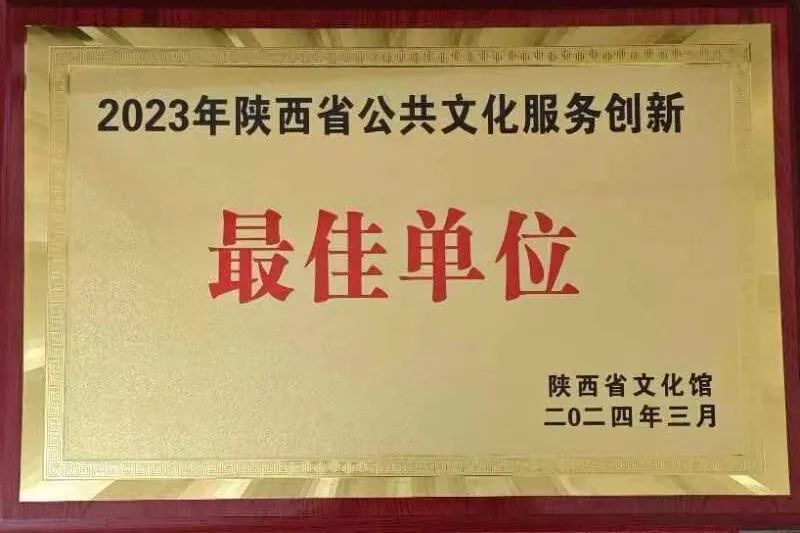 2023年陕西省公共文化服务创新
最佳单位
陕西省文化馆
二0二四年三月